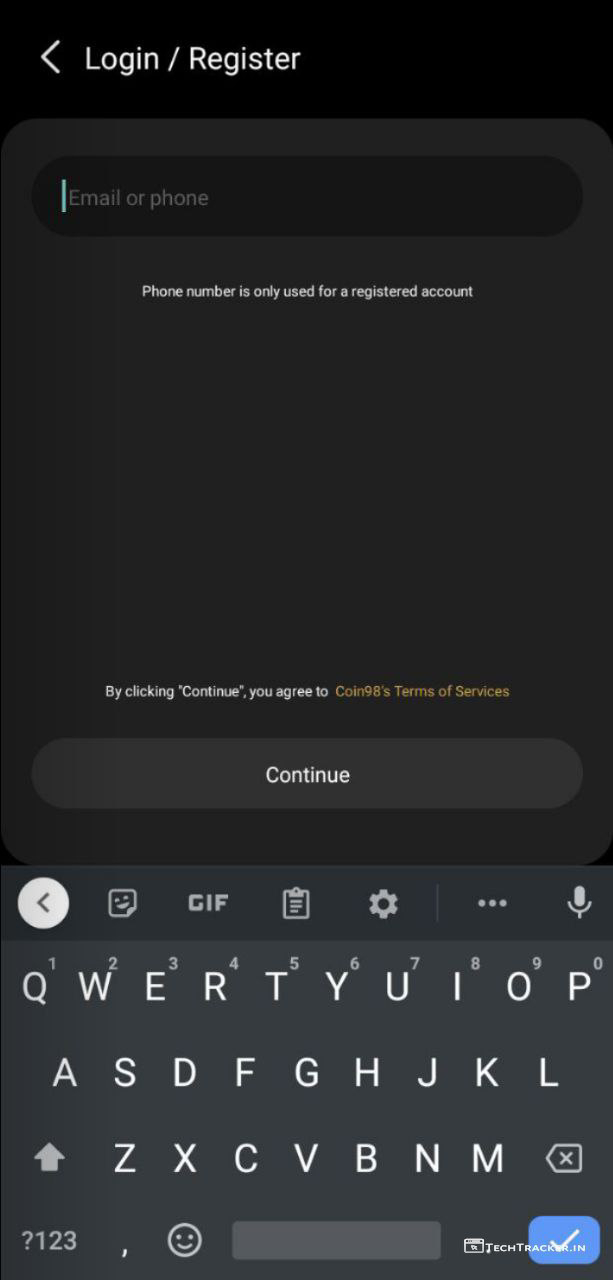 Login / Register
Email or phone
Phone number is only used for a registered account
By clicking "Continue", you agree to Coin98's Terms of Services
Continue
GIF
1 2 3 4 5 6 7 8 9 0
Q W E R T Y U I O P
A S D F G H J K L
Z X C V B N M
?123 ,
TechTracker.in